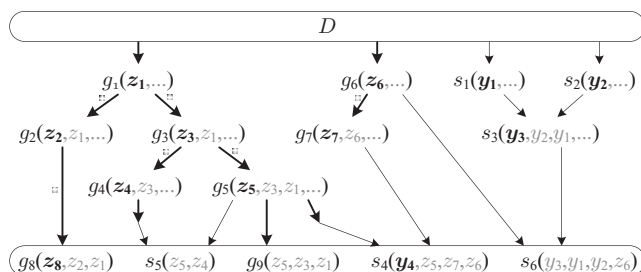 D
g₁(z₁,...) g₆(z₆,...) s₁(y₁,...) s₂(y₂,...)
g₂(z₂,z₁,...) g₃(z₃,z₁,...) g₇(z₇,z₆,...) s₃(y₃,y₂,y₁,...)
g₄(z₄,z₃,...) g₅(z₅,z₃,z₁,...)
g₈(z₈,z₂,z₁) s₅(z₅,z₄) g₉(z₅,z₃,z₁) s₄(y₄,z₅,z₇,z₆) s₆(y₃,y₁,y₂,z₆)